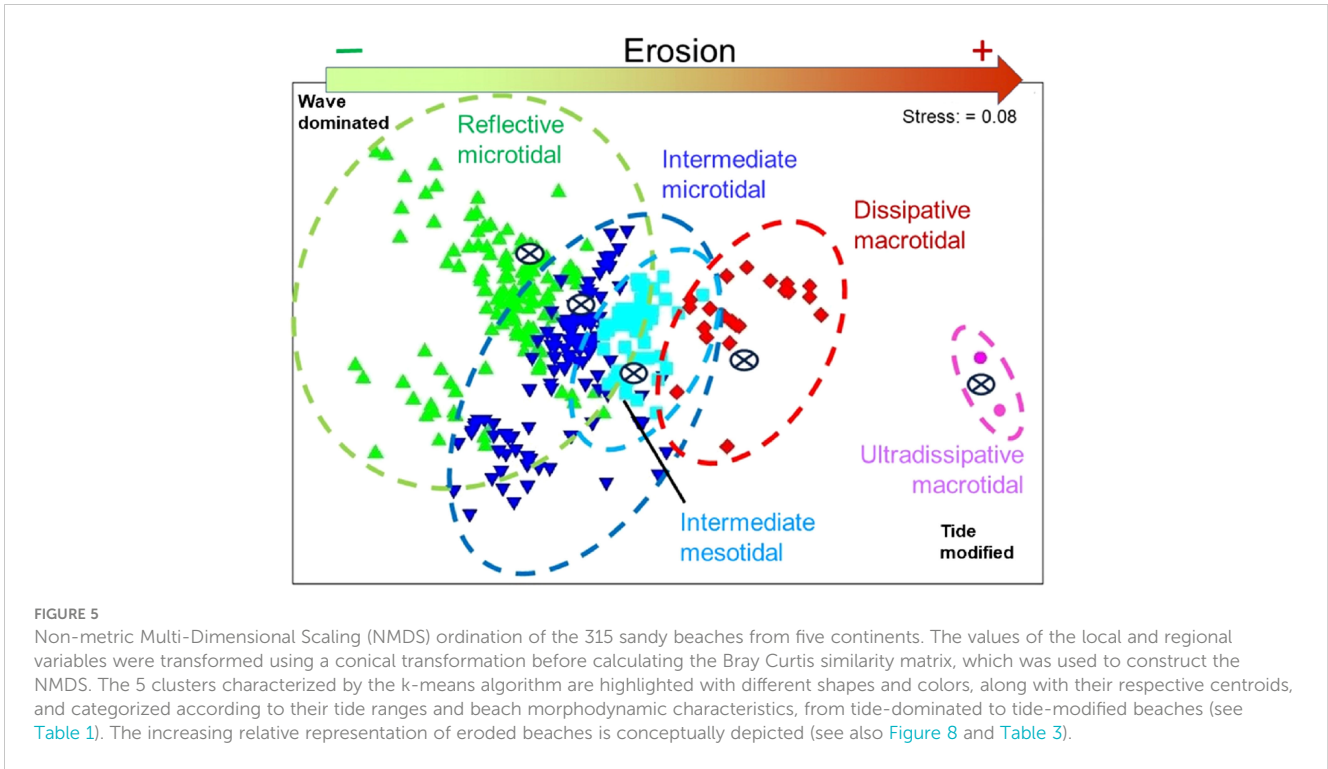 − Erosion +
Wave
dominated
Stress: = 0.08
Reflective
microtidal
Intermediate
microtidal
Dissipative
macrotidal
Ultradissipative
macrotidal
Intermediate
mesotidal
Tide
modified
FIGURE 5
Non-metric Multi-Dimensional Scaling (NMDS) ordination of the 315 sandy beaches from five continents. The values of the local and regional
variables were transformed using a conical transformation before calculating the Bray Curtis similarity matrix, which was used to construct the
NMDS. The 5 clusters characterized by the k-means algorithm are highlighted with different shapes and colors, along with their respective centroids,
and categorized according to their tide ranges and beach morphodynamic characteristics, from tide-dominated to tide-modified beaches (see
Table 1). The increasing relative representation of eroded beaches is conceptually depicted (see also Figure 8 and Table 3).